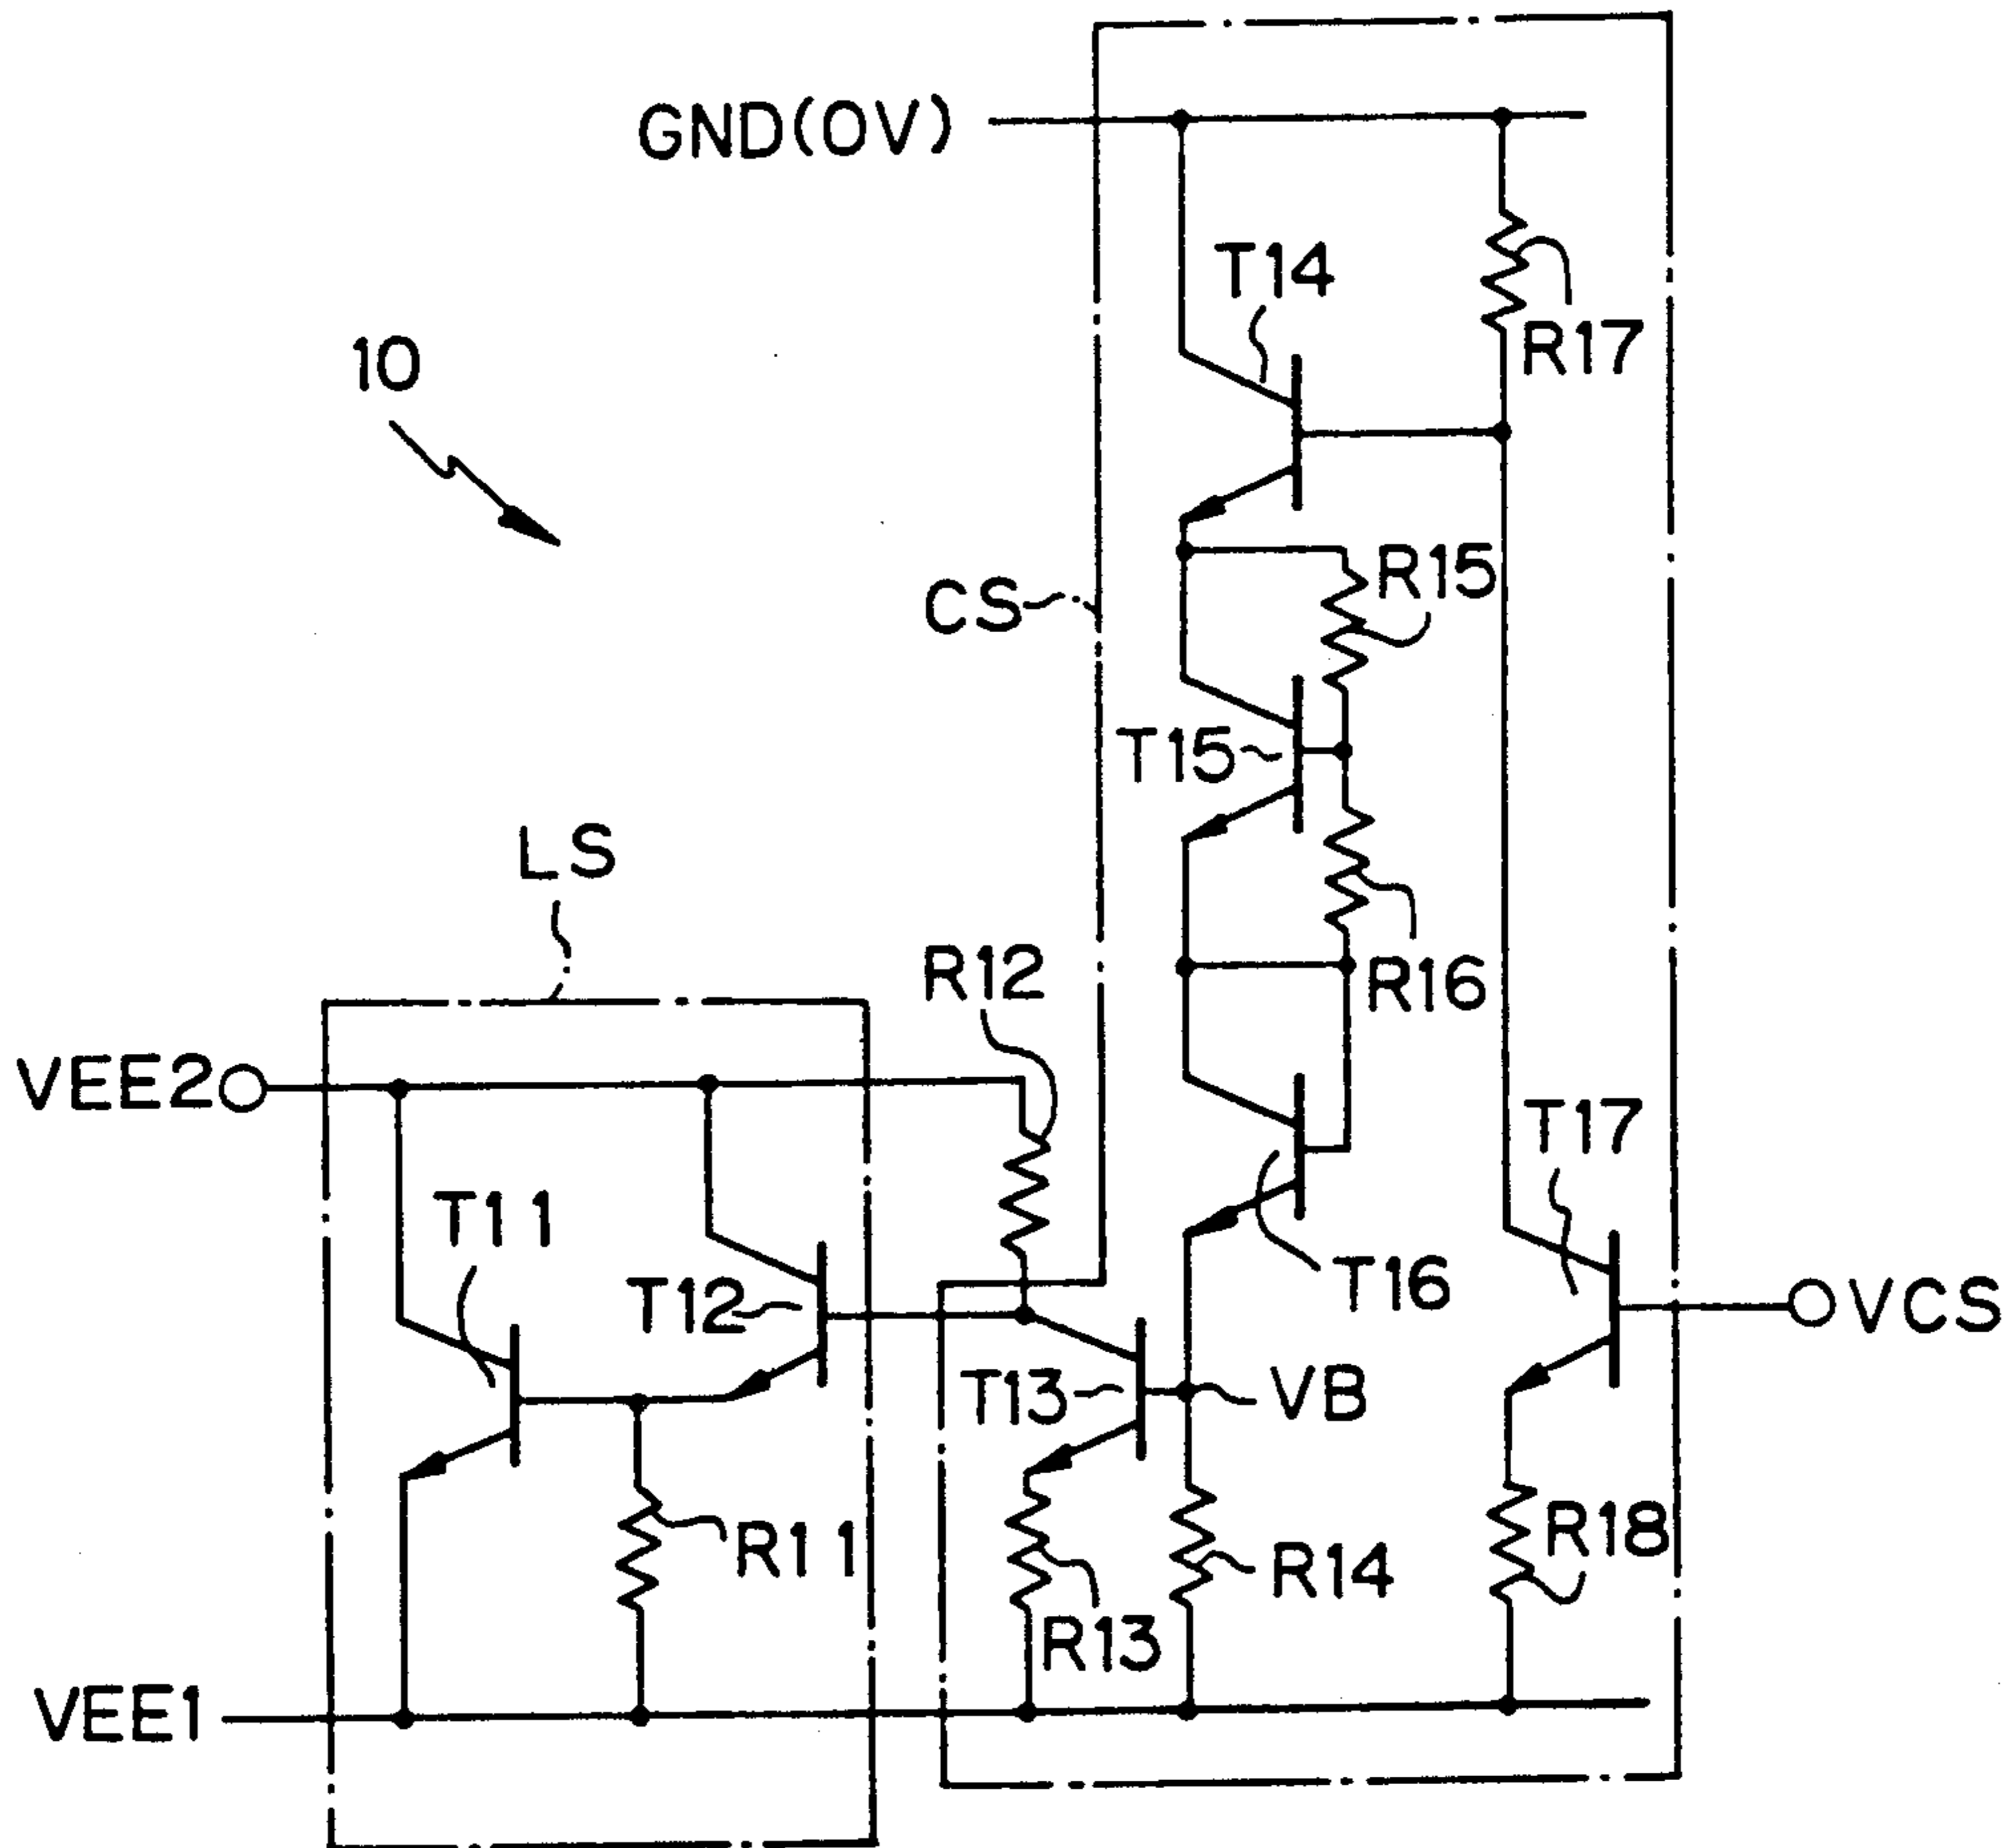 GND(0V)
T14
R17
10
R15
CS
T15
LS
R12
R16
VEE2
T17
T11
T12
T16
VCS
T13
VB
R11
R14
R18
R13
VEE1